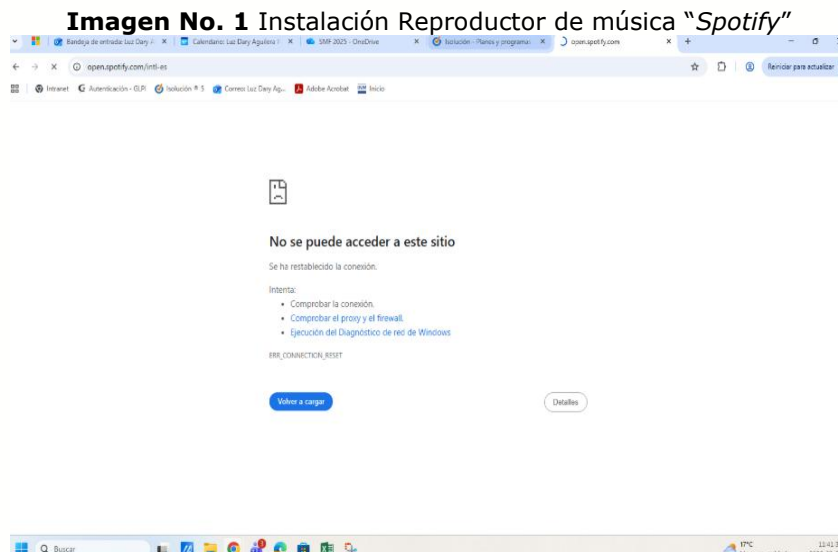 Imagen No. 1 Instalación Reproductor de música “Spotify”
Bandeja de entrada: Luz Dary
Calendario: Luz Dary Aguilera
SMF 2025 - OneDrive
Isolución - Planes y programas
open.spotify.com
open.spotify.com/intl-es
Reiniciar para actualizar
Intranet
Autenticación - GLPI
Isolución ® 5
Correo: Luz Dary Ag...
Adobe Acrobat
Inicio
No se puede acceder a este sitio
Se ha restablecido la conexión.
Intenta:
• Comprobar la conexión.
• Comprobar el proxy y el firewall.
• Ejecución del Diagnóstico de red de Windows
ERR_CONNECTION_RESET
Volver a cargar
Detalles
Buscar
17°C